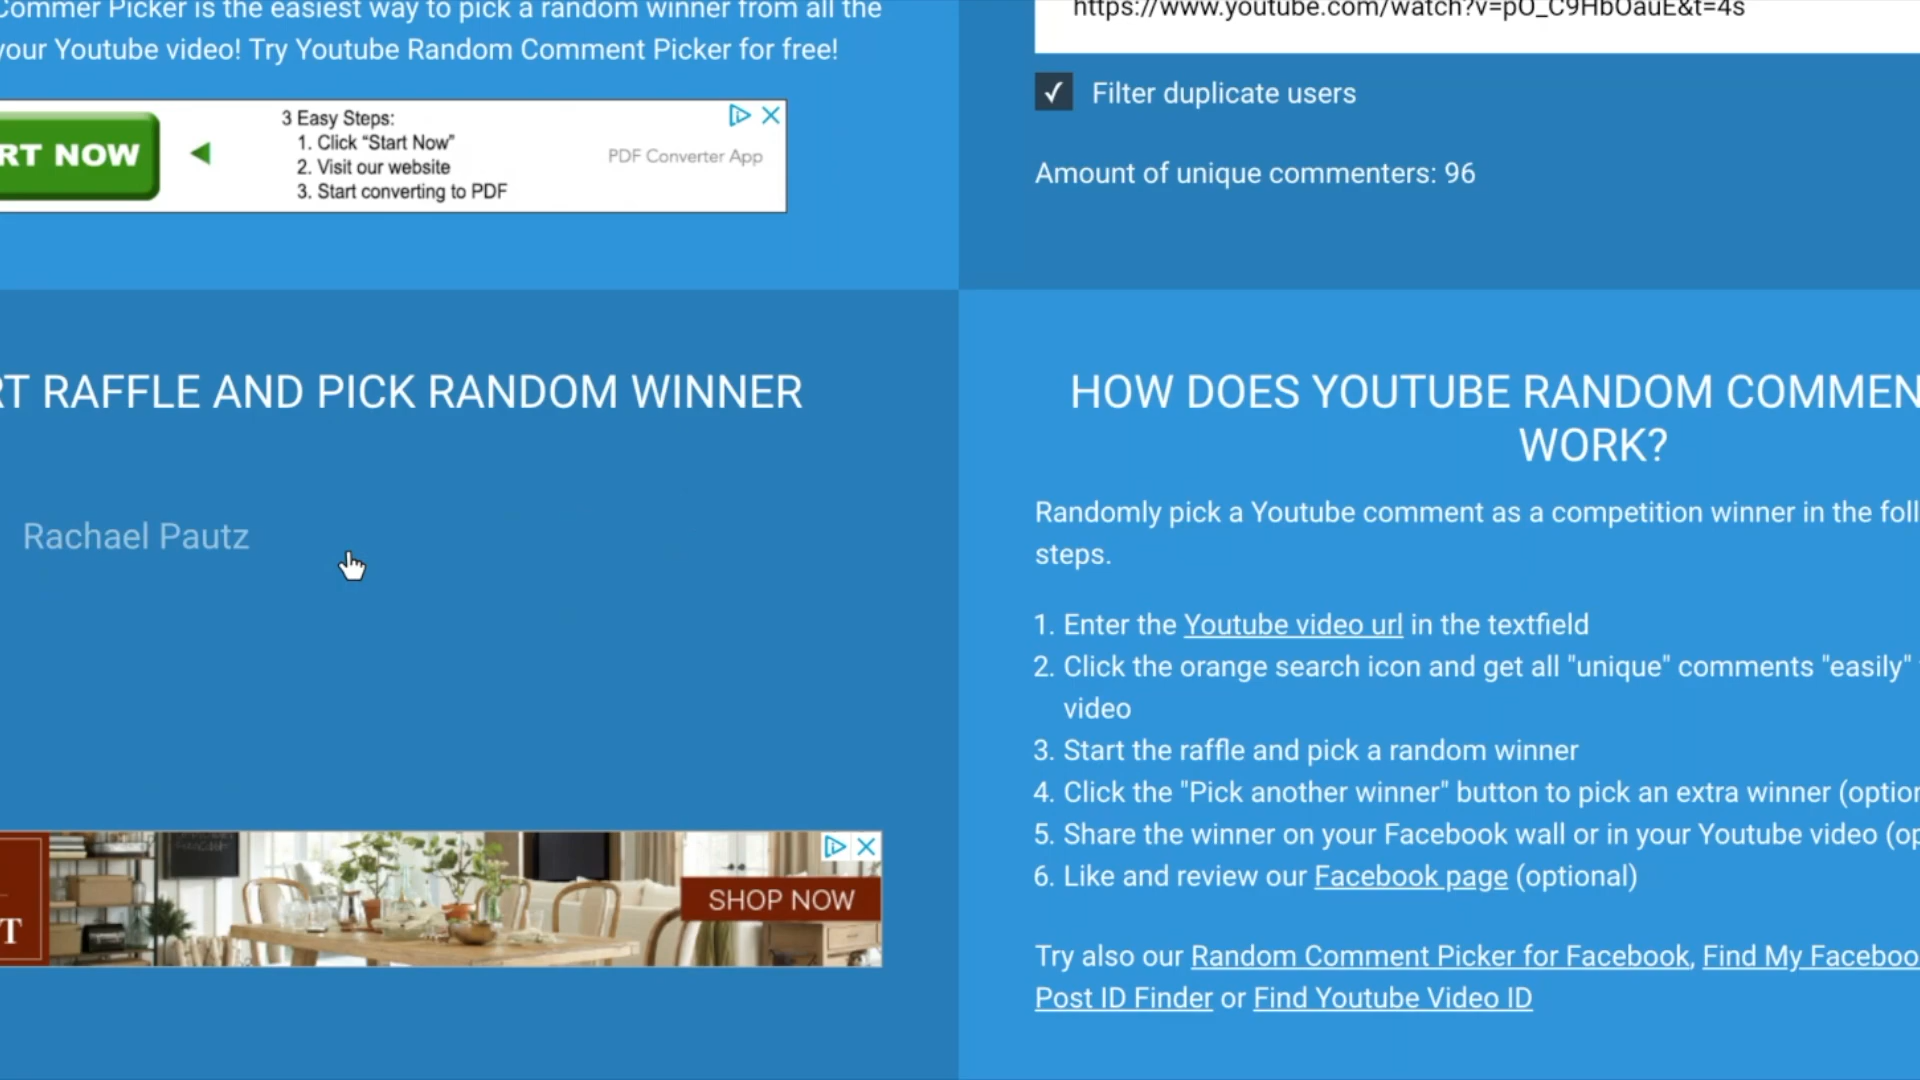 Commer Picker is the easiest way to pick a random winner from all the
your Youtube video! Try Youtube Random Comment Picker for free!
RT NOW
3 Easy Steps:
1. Click “Start Now”
2. Visit our website
3. Start converting to PDF
PDF Converter App
https://www.youtube.com/watch?v=pO_C9HbOauE&t=4s
Filter duplicate users
Amount of unique commenters: 96
RT RAFFLE AND PICK RANDOM WINNER
Rachael Pautz
T
SHOP NOW
HOW DOES YOUTUBE RANDOM COMMEN
WORK?
Randomly pick a Youtube comment as a competition winner in the foll
steps.
1. Enter the Youtube video url in the textfield
2. Click the orange search icon and get all "unique" comments "easily"
video
3. Start the raffle and pick a random winner
4. Click the "Pick another winner" button to pick an extra winner (option
5. Share the winner on your Facebook wall or in your Youtube video (op
6. Like and review our Facebook page (optional)
Try also our Random Comment Picker for Facebook, Find My Faceboo
Post ID Finder or Find Youtube Video ID